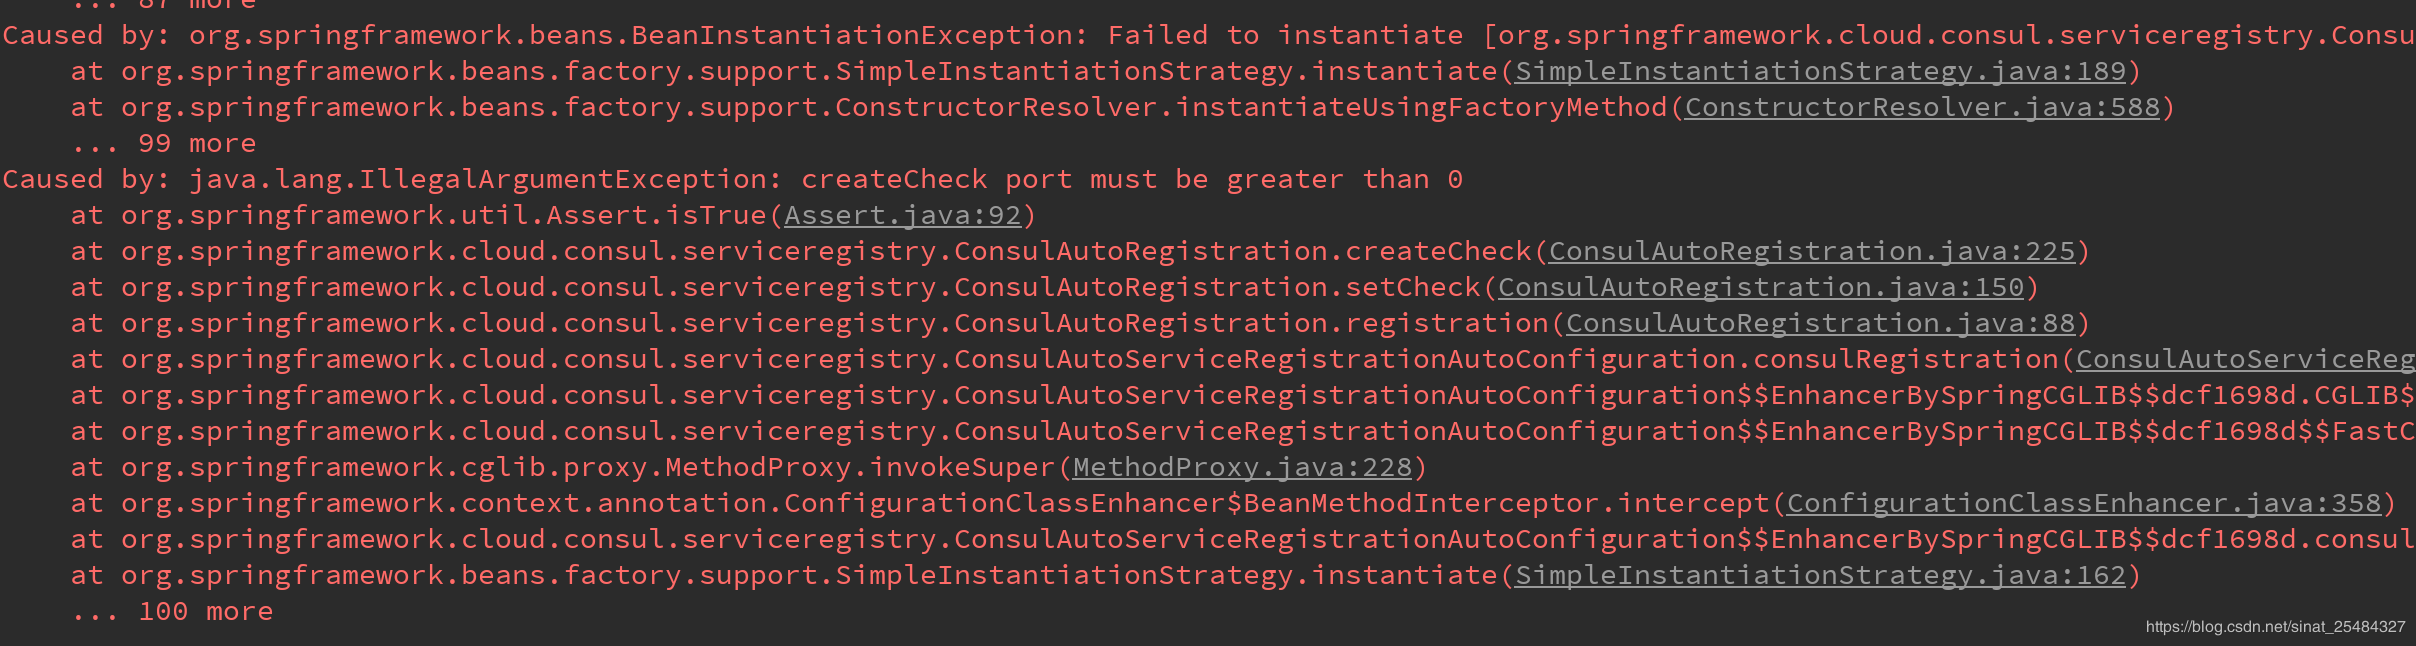 ... 87 more
Caused by: org.springframework.beans.BeanInstantiationException: Failed to instantiate [org.springframework.cloud.consul.serviceregistry.Consu
at org.springframework.beans.factory.support.SimpleInstantiationStrategy.instantiate(SimpleInstantiationStrategy.java:189)
at org.springframework.beans.factory.support.ConstructorResolver.instantiateUsingFactoryMethod(ConstructorResolver.java:588)
... 99 more
Caused by: java.lang.IllegalArgumentException: createCheck port must be greater than 0
at org.springframework.util.Assert.isTrue(Assert.java:92)
at org.springframework.cloud.consul.serviceregistry.ConsulAutoRegistration.createCheck(ConsulAutoRegistration.java:225)
at org.springframework.cloud.consul.serviceregistry.ConsulAutoRegistration.setCheck(ConsulAutoRegistration.java:150)
at org.springframework.cloud.consul.serviceregistry.ConsulAutoRegistration.registration(ConsulAutoRegistration.java:88)
at org.springframework.cloud.consul.serviceregistry.ConsulAutoServiceRegistrationAutoConfiguration.consulRegistration(ConsulAutoServiceReg
at org.springframework.cloud.consul.serviceregistry.ConsulAutoServiceRegistrationAutoConfiguration$$EnhancerBySpringCGLIB$$dcf1698d.CGLIB$
at org.springframework.cloud.consul.serviceregistry.ConsulAutoServiceRegistrationAutoConfiguration$$EnhancerBySpringCGLIB$$dcf1698d$$FastC
at org.springframework.cglib.proxy.MethodProxy.invokeSuper(MethodProxy.java:228)
at org.springframework.context.annotation.ConfigurationClassEnhancer$BeanMethodInterceptor.intercept(ConfigurationClassEnhancer.java:358)
at org.springframework.cloud.consul.serviceregistry.ConsulAutoServiceRegistrationAutoConfiguration$$EnhancerBySpringCGLIB$$dcf1698d.consul
at org.springframework.beans.factory.support.SimpleInstantiationStrategy.instantiate(SimpleInstantiationStrategy.java:162)
... 100 more
https://blog.csdn.net/sinat_25484327